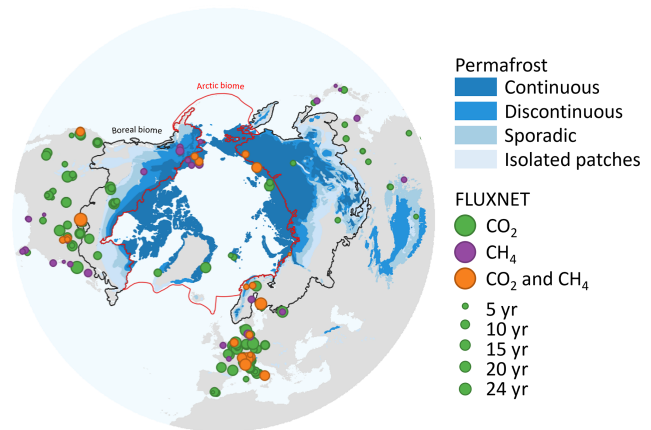 Arctic biome
Boreal biome
Permafrost
Continuous
Discontinuous
Sporadic
Isolated patches
FLUXNET
CO₂
CH₄
CO₂ and CH₄
5 yr
10 yr
15 yr
20 yr
24 yr